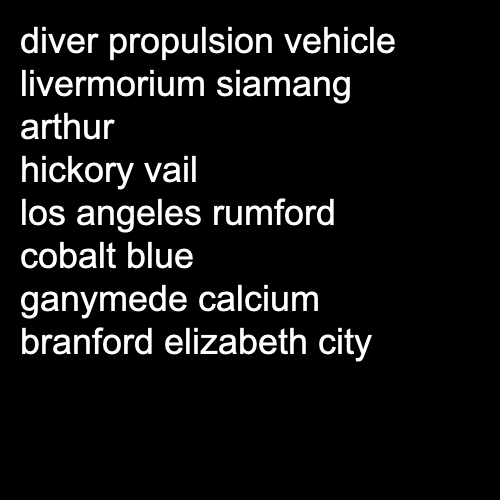 diver propulsion vehicle
livermorium siamang
arthur
hickory vail
los angeles rumford
cobalt blue
ganymede calcium
branford elizabeth city